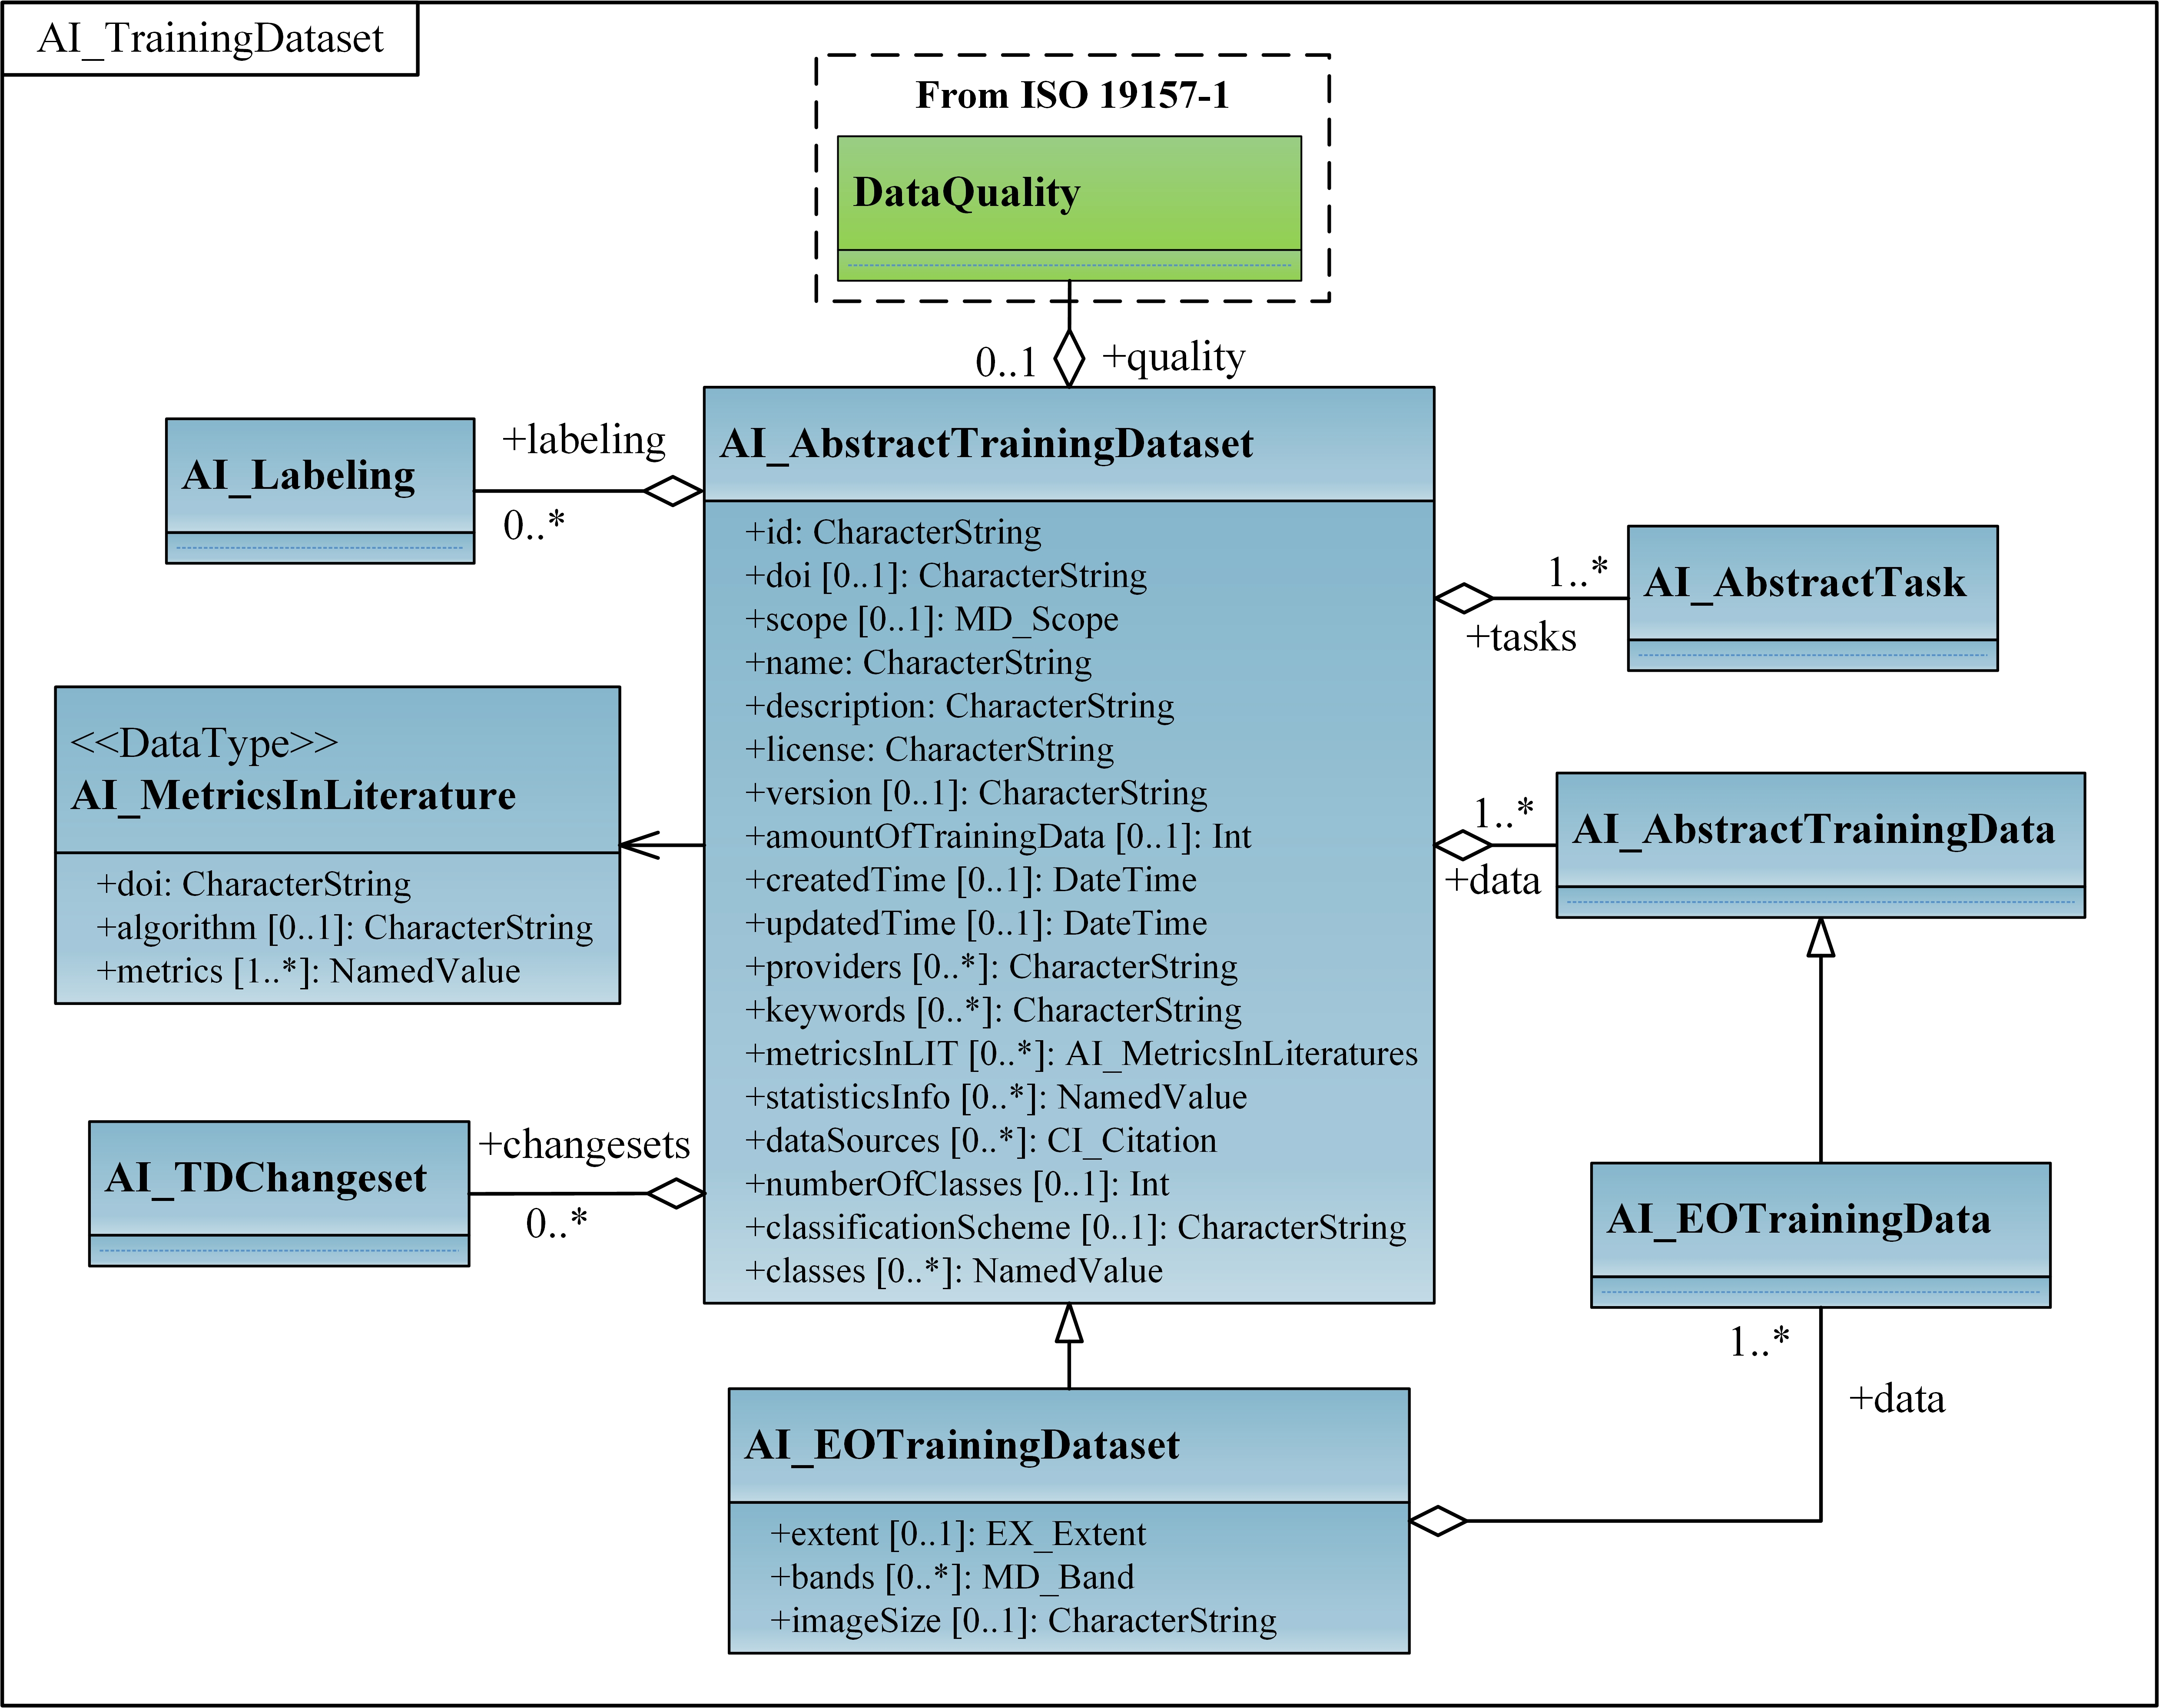 AI_TrainingDataset
From ISO 19157-1
DataQuality
0..1
+quality
AI_Labeling
+labeling
0..*
AI_AbstractTrainingDataset
+id: CharacterString
+doi [0..1]: CharacterString
+scope [0..1]: MD_Scope
+name: CharacterString
+description: CharacterString
+license: CharacterString
+version [0..1]: CharacterString
+amountOfTrainingData [0..1]: Int
+createdTime [0..1]: DateTime
+updatedTime [0..1]: DateTime
+providers [0..*]: CharacterString
+keywords [0..*]: CharacterString
+metricsInLIT [0..*]: AI_MetricsInLiteratures
+statisticsInfo [0..*]: NamedValue
+dataSources [0..*]: CI_Citation
+numberOfClasses [0..1]: Int
+classificationScheme [0..1]: CharacterString
+classes [0..*]: NamedValue
1..*
+tasks
AI_AbstractTask
<<DataType>>
AI_MetricsInLiterature
+doi: CharacterString
+algorithm [0..1]: CharacterString
+metrics [1..*]: NamedValue
1..*
+data
AI_AbstractTrainingData
AI_TDChangeset
+changesets
0..*
AI_EOTrainingData
1..*
+data
AI_EOTrainingDataset
+extent [0..1]: EX_Extent
+bands [0..*]: MD_Band
+imageSize [0..1]: CharacterString